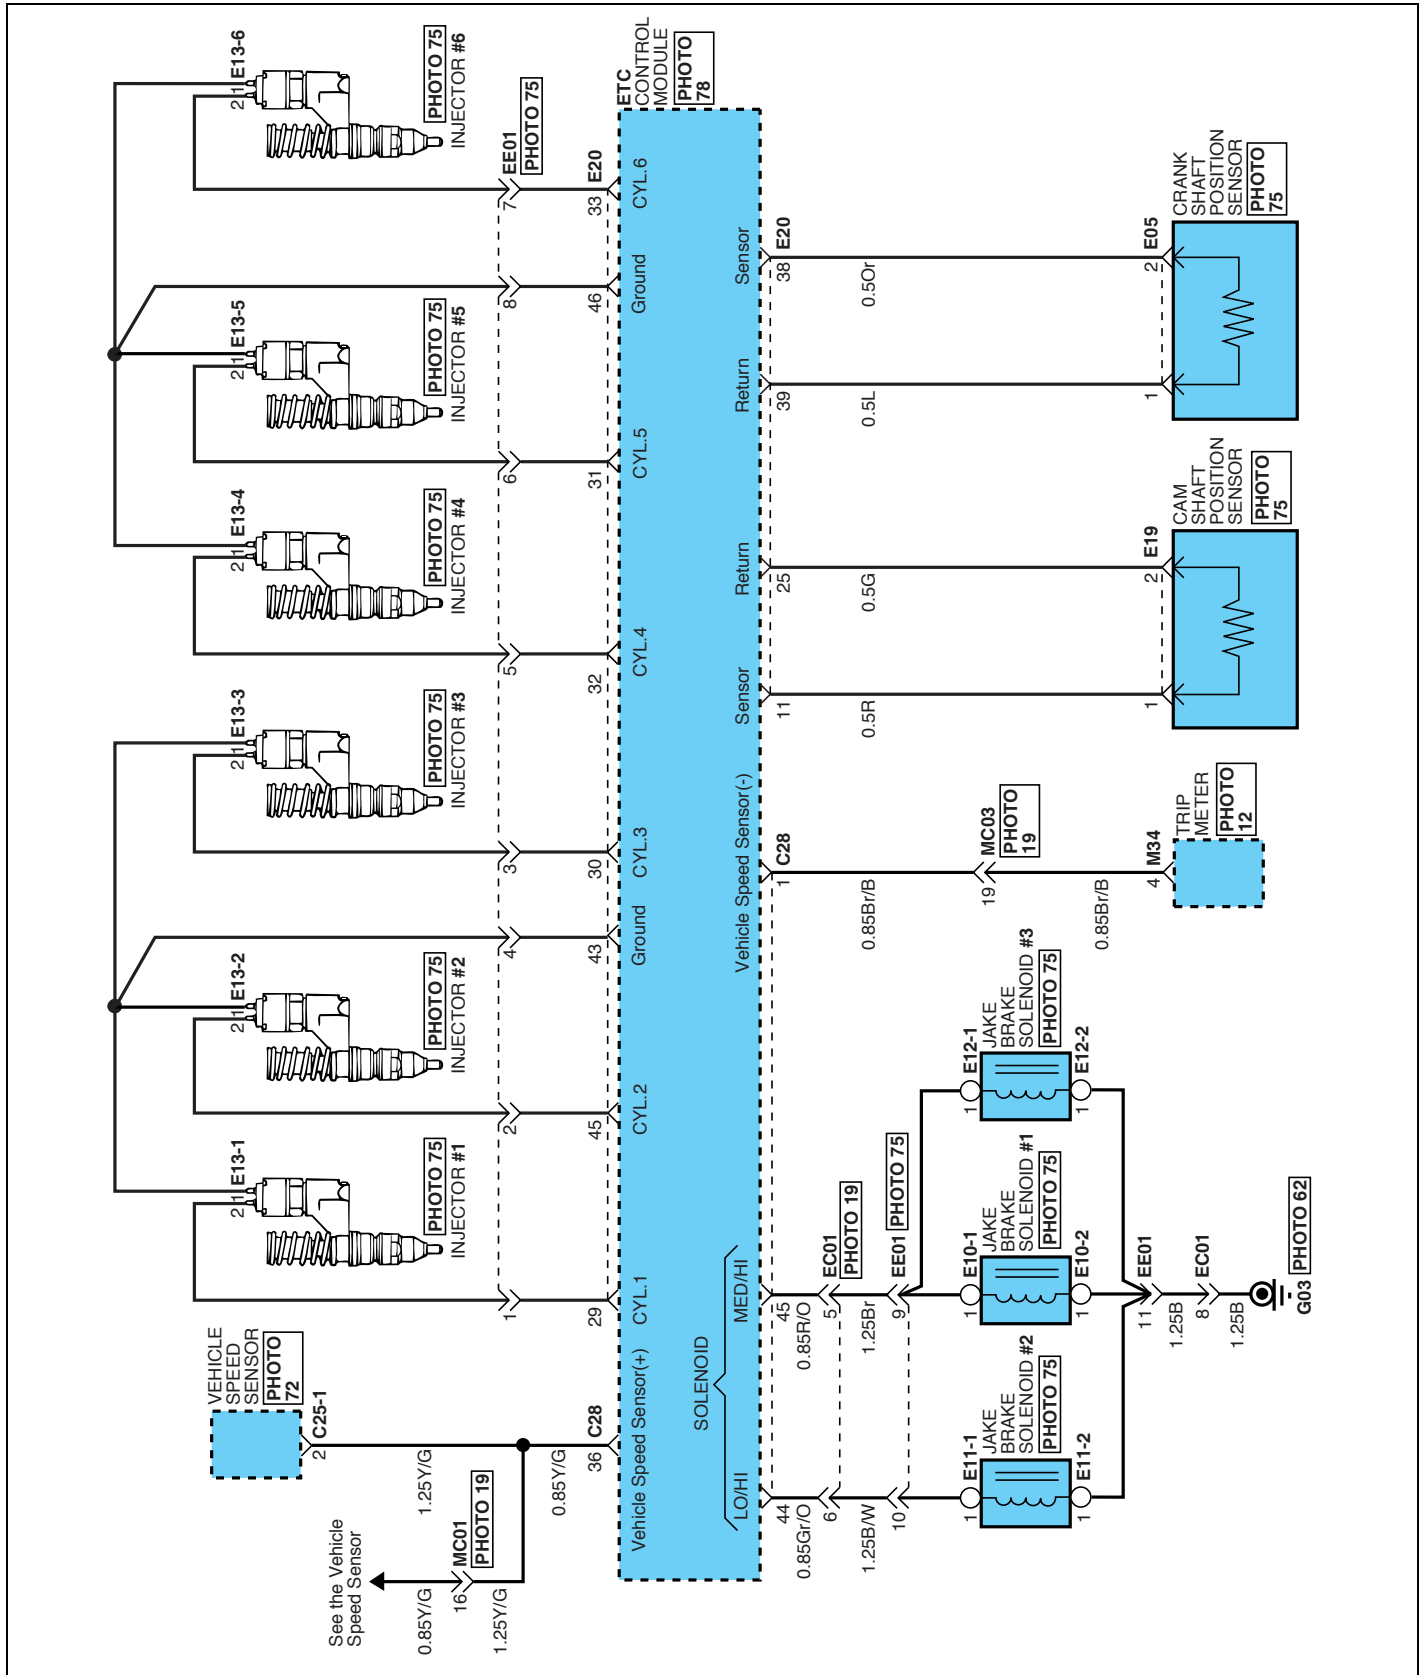 See the Vehicle
Speed Sensor
0.85Y/G
16
MC01
PHOTO 19
1.25Y/G
VEHICLE
SPEED
SENSOR
PHOTO
72
2
C25-1
1.25Y/G
0.85Y/G
36
C28
2 1 E13-1
PHOTO 75
INJECTOR #1
2 1 E13-2
PHOTO 75
INJECTOR #2
2 1 E13-3
PHOTO 75
INJECTOR #3
2 1 E13-4
PHOTO 75
INJECTOR #4
2 1 E13-5
PHOTO 75
INJECTOR #5
2 1 E13-6
PHOTO 75
INJECTOR #6
1
2
4
3
5
6
8
7
EE01
PHOTO 75
29
45
43
30
32
31
46
33
E20
ETC
CONTROL
MODULE
PHOTO
78
Vehicle Speed Sensor(+)
CYL.1
CYL.2
Ground
CYL.3
CYL.4
CYL.5
Ground
CYL.6
SOLENOID
LO/HI
MED/HI
Vehicle Speed Sensor(-)
Sensor
Return
Return
Sensor
44
45
1
C28
11
25
39
38
E20
0.85Gr/O
0.85R/O
0.85Br/B
0.5R
0.5G
0.5L
0.5Or
6
5
EC01
PHOTO 19
1.25B/W
1.25Br
10
9
EE01
PHOTO 75
19
MC03
PHOTO
19
0.85Br/B
1
E11-1
JAKE
BRAKE
SOLENOID #2
PHOTO 75
1
E11-2
1
E10-1
JAKE
BRAKE
SOLENOID #1
PHOTO 75
1
E10-2
1
E12-1
JAKE
BRAKE
SOLENOID #3
PHOTO 75
1
E12-2
11
EE01
1.25B
8
EC01
1.25B
G03
PHOTO 62
4
M34
TRIP
METER
PHOTO
12
1
2
E19
CAM
SHAFT
POSITION
SENSOR
PHOTO
75
1
2
E05
CRANK
SHAFT
POSITION
SENSOR
PHOTO
75